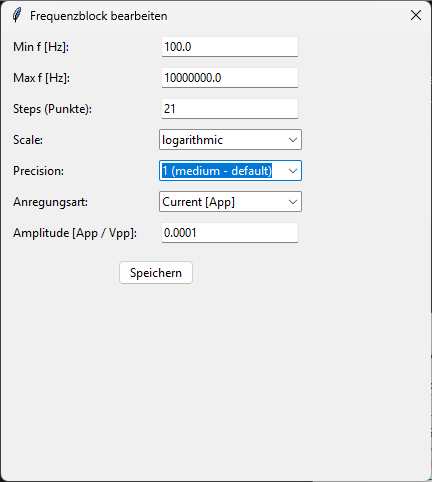 Frequenzblock bearbeiten
Min f [Hz]: 100.0
Max f [Hz]: 10000000.0
Steps (Punkte): 21
Scale: logarithmic
Precision: 1 (medium - default)
Anregungsart: Current [App]
Amplitude [App / Vpp]: 0.0001
Speichern